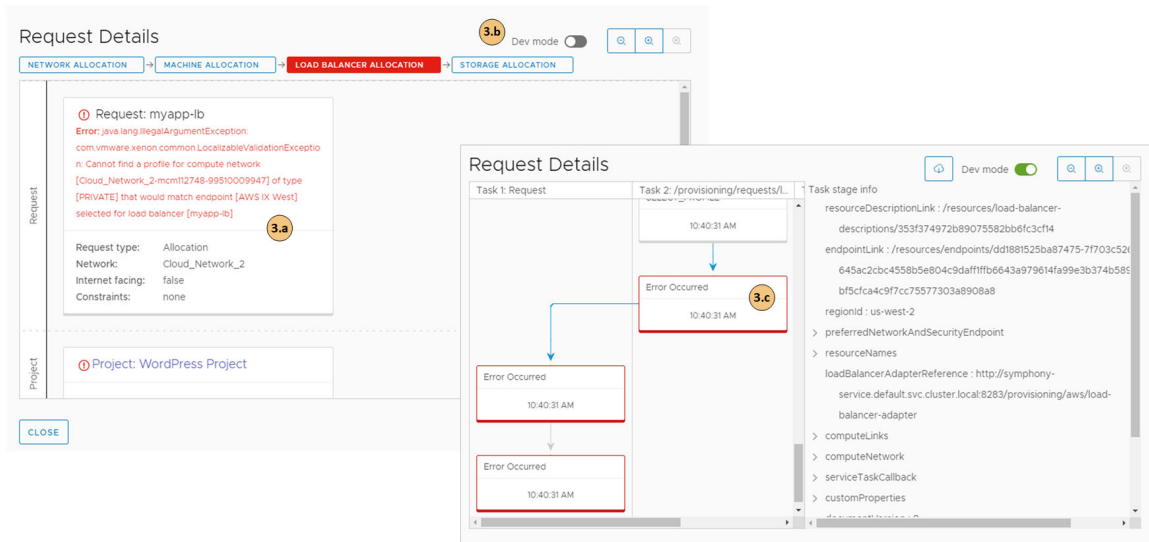 Request Details
3.b
Dev mode
NETWORK ALLOCATION
MACHINE ALLOCATION
LOAD BALANCER ALLOCATION
STORAGE ALLOCATION
Request
Request: myapp-lb
Error: java.lang.IllegalArgumentException:
com.vmware.xenon.common.LocalizableValidationExceptio
n: Cannot find a profile for compute network
[Cloud_Network_2-mcm112748-99510009947] of type
[PRIVATE] that would match endpoint [AWS IX West]
selected for load balancer [myapp-lb]
3.a
Request type: Allocation
Network: Cloud_Network_2
Internet facing: false
Constraints: none
Project
Project: WordPress Project
CLOSE
Request Details
Dev mode
Task 1: Request
Task 2: /provisioning/requests/l...
Task stage info
10:40:31 AM
Error Occurred
3.c
10:40:31 AM
Error Occurred
10:40:31 AM
Error Occurred
10:40:31 AM
resourceDescriptionLink : /resources/load-balancer-
descriptions/353f374972b89075582bb6fc3cf14
endpointLink : /resources/endpoints/dd1881525ba87475-7f703c526
645ac2cbc4558b5e804c9daff1ffb6643a979614fa99e3b374b589
bf5cfca4c9f7cc75577303a8908a8
regionId : us-west-2
preferredNetworkAndSecurityEndpoint
resourceNames
loadBalancerAdapterReference : http://symphony-
service.default.svc.cluster.local:8283/provisioning/aws/load-
balancer-adapter
computeLinks
computeNetwork
serviceTaskCallback
customProperties